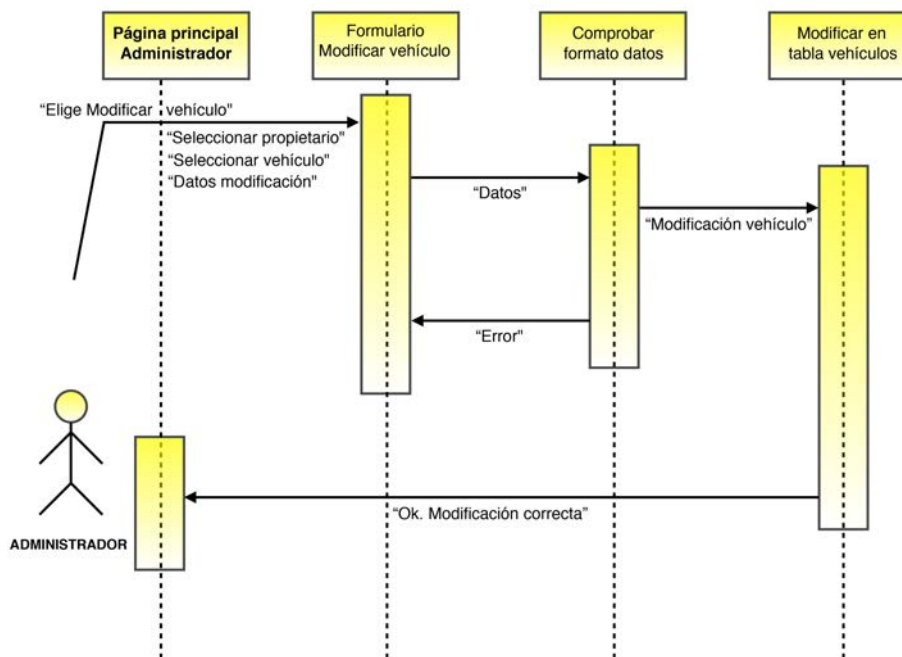 Página principal
Administrador
Formulario
Modificar vehículo
Comprobar
formato datos
Modificar en
tabla vehículos
“Elige Modificar vehículo"
“Seleccionar propietario"
“Seleccionar vehículo"
“Datos modificación"
“Datos"
“Modificación vehículo"
“Error"
“Ok. Modificación correcta”
ADMINISTRADOR